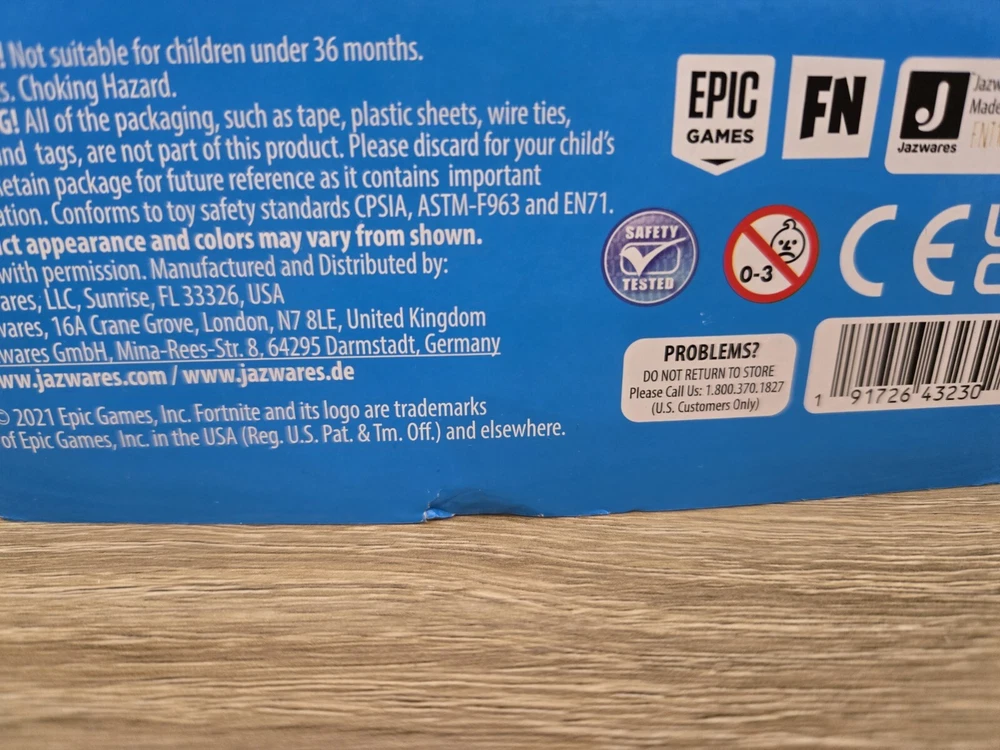 ! Not suitable for children under 36 months.
s. Choking Hazard.
G! All of the packaging, such as tape, plastic sheets, wire ties,
nd tags, are not part of this product. Please discard for your child's
etain package for future reference as it contains important
ation. Conforms to toy safety standards CPSIA, ASTM-F963 and EN71.
ct appearance and colors may vary from shown.
with permission. Manufactured and Distributed by:
ares, LLC, Sunrise, FL 33326, USA
wares, 16A Crane Grove, London, N7 8LE, United Kingdom
wares GmbH, Mina-Rees-Str. 8, 64295 Darmstadt, Germany
ww.jazwares.com / www.jazwares.de
© 2021 Epic Games, Inc. Fortnite and its logo are trademarks
of Epic Games, Inc. in the USA (Reg. U.S. Pat. & Tm. Off.) and elsewhere.
EPIC
GAMES
FN
J
Jazwares
Jazw
Made
SAFETY
TESTED
0-3
CE
PROBLEMS?
DO NOT RETURN TO STORE
Please Call Us: 1.800.370.1827
(U.S. Customers Only)
1 91726 43230